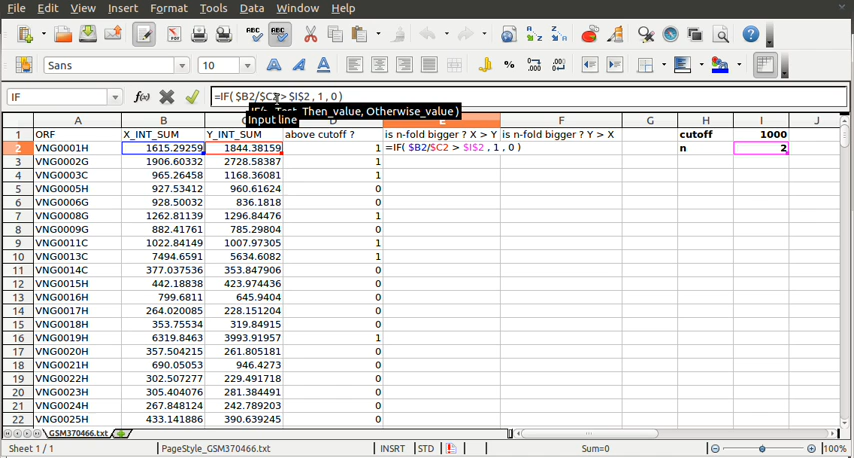 File Edit View Insert Format Tools Data Window Help
Sans 10
IF =IF( $B2/$C2> $I$2 , 1 , 0 )
Then_value, Otherwise_value)
Input line
A B F G H I J
1 ORF X_INT_SUM Y_INT_SUM above cutoff ? is n-fold bigger ? X > Y is n-fold bigger ? Y > X cutoff 1000
2 VNG0001H 1615.29259 1844.38159 1 =IF( $B2/$C2 > $I$2 , 1 , 0 ) n 2
3 VNG0002G 1906.60332 2728.58387 1
4 VNG0003C 965.26458 1168.36081 1
5 VNG0005H 927.53412 960.61624 0
6 VNG0006G 928.50032 836.1818 0
7 VNG0008G 1262.81139 1296.84476 1
8 VNG0009G 882.41761 785.29804 0
9 VNG0011C 1022.84149 1007.97305 1
10 VNG0013C 7494.6591 5634.6082 1
11 VNG0014C 377.037536 353.847906 0
12 VNG0015H 442.18838 423.974436 0
13 VNG0016H 799.6811 645.9404 0
14 VNG0017H 264.020085 228.151204 0
15 VNG0018H 353.75534 319.84915 0
16 VNG0019H 6319.8463 3993.91957 1
17 VNG0020H 357.504215 261.805181 0
18 VNG0021H 690.05053 946.4273 0
19 VNG0022H 302.507277 229.491718 0
20 VNG0023H 305.404076 281.384491 0
21 VNG0024H 267.848124 242.789203 0
22 VNG0025H 433.141886 390.639245 0
GSM370466.txt
Sheet 1 / 1 PageStyle_GSM370466.txt INSRT STD Sum=0 100%